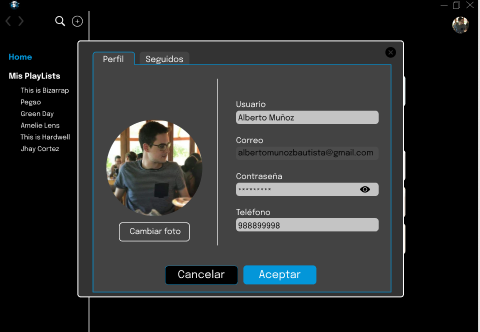 Home
Mis PlayLists
This is Bizarrap
Pegao
Green Day
Amelie Lens
This is Hardwell
Jhay Cortez
Perfil
Seguidos
Usuario
Alberto Muñoz
Correo
albertomunozbautista@gmail.com
Contraseña
*********
Teléfono
988899998
Cambiar foto
Cancelar
Aceptar